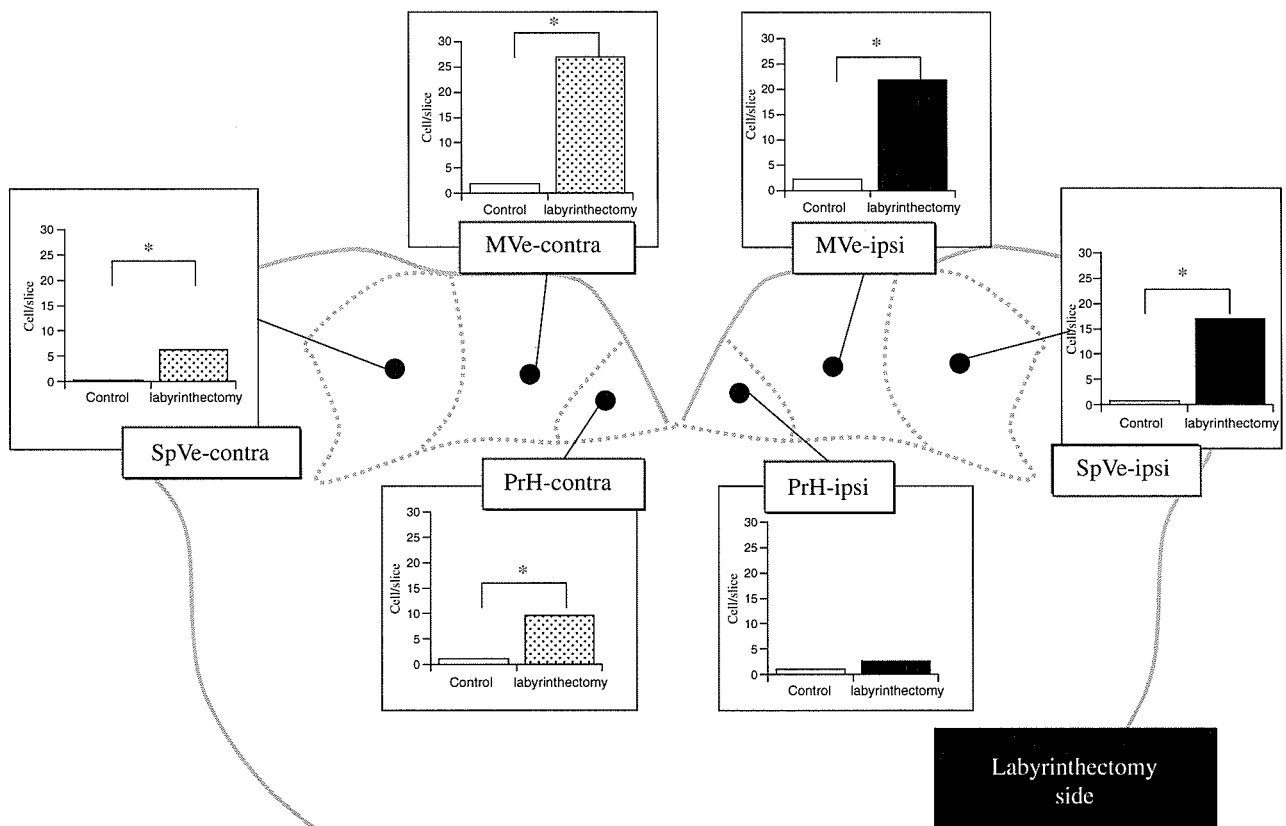 *
30
25
20
15
10
5
0
Cell/slice
Control labyrinthectomy
MVe-contra
*
30
25
20
15
10
5
0
Cell/slice
Control labyrinthectomy
MVe-ipsi
*
30
25
20
15
10
5
0
Cell/slice
Control labyrinthectomy
SpVe-contra
*
30
25
20
15
10
5
0
Cell/slice
Control labyrinthectomy
SpVe-ipsi
PrH-contra
*
30
25
20
15
10
5
0
Cell/slice
Control labyrinthectomy
PrH-ipsi
30
25
20
15
10
5
0
Cell/slice
Control labyrinthectomy
Labyrinthectomy
side